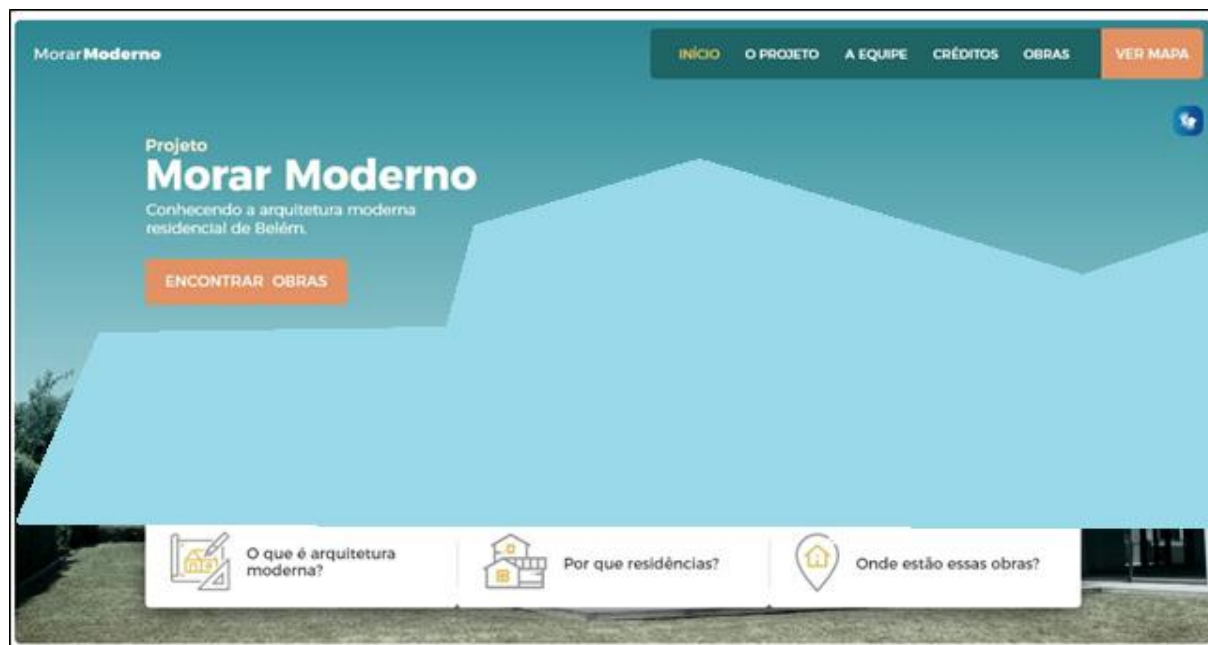 MorarModerno
INÍCIO O PROJETO A EQUIPE CRÉDITOS OBRAS VER MAPA
Projeto
Morar Moderno
Conhecendo a arquitetura moderna
residencial de Belém.
ENCONTRAR OBRAS
O que é arquitetura
moderna?
Por que residências?
Onde estão essas obras?